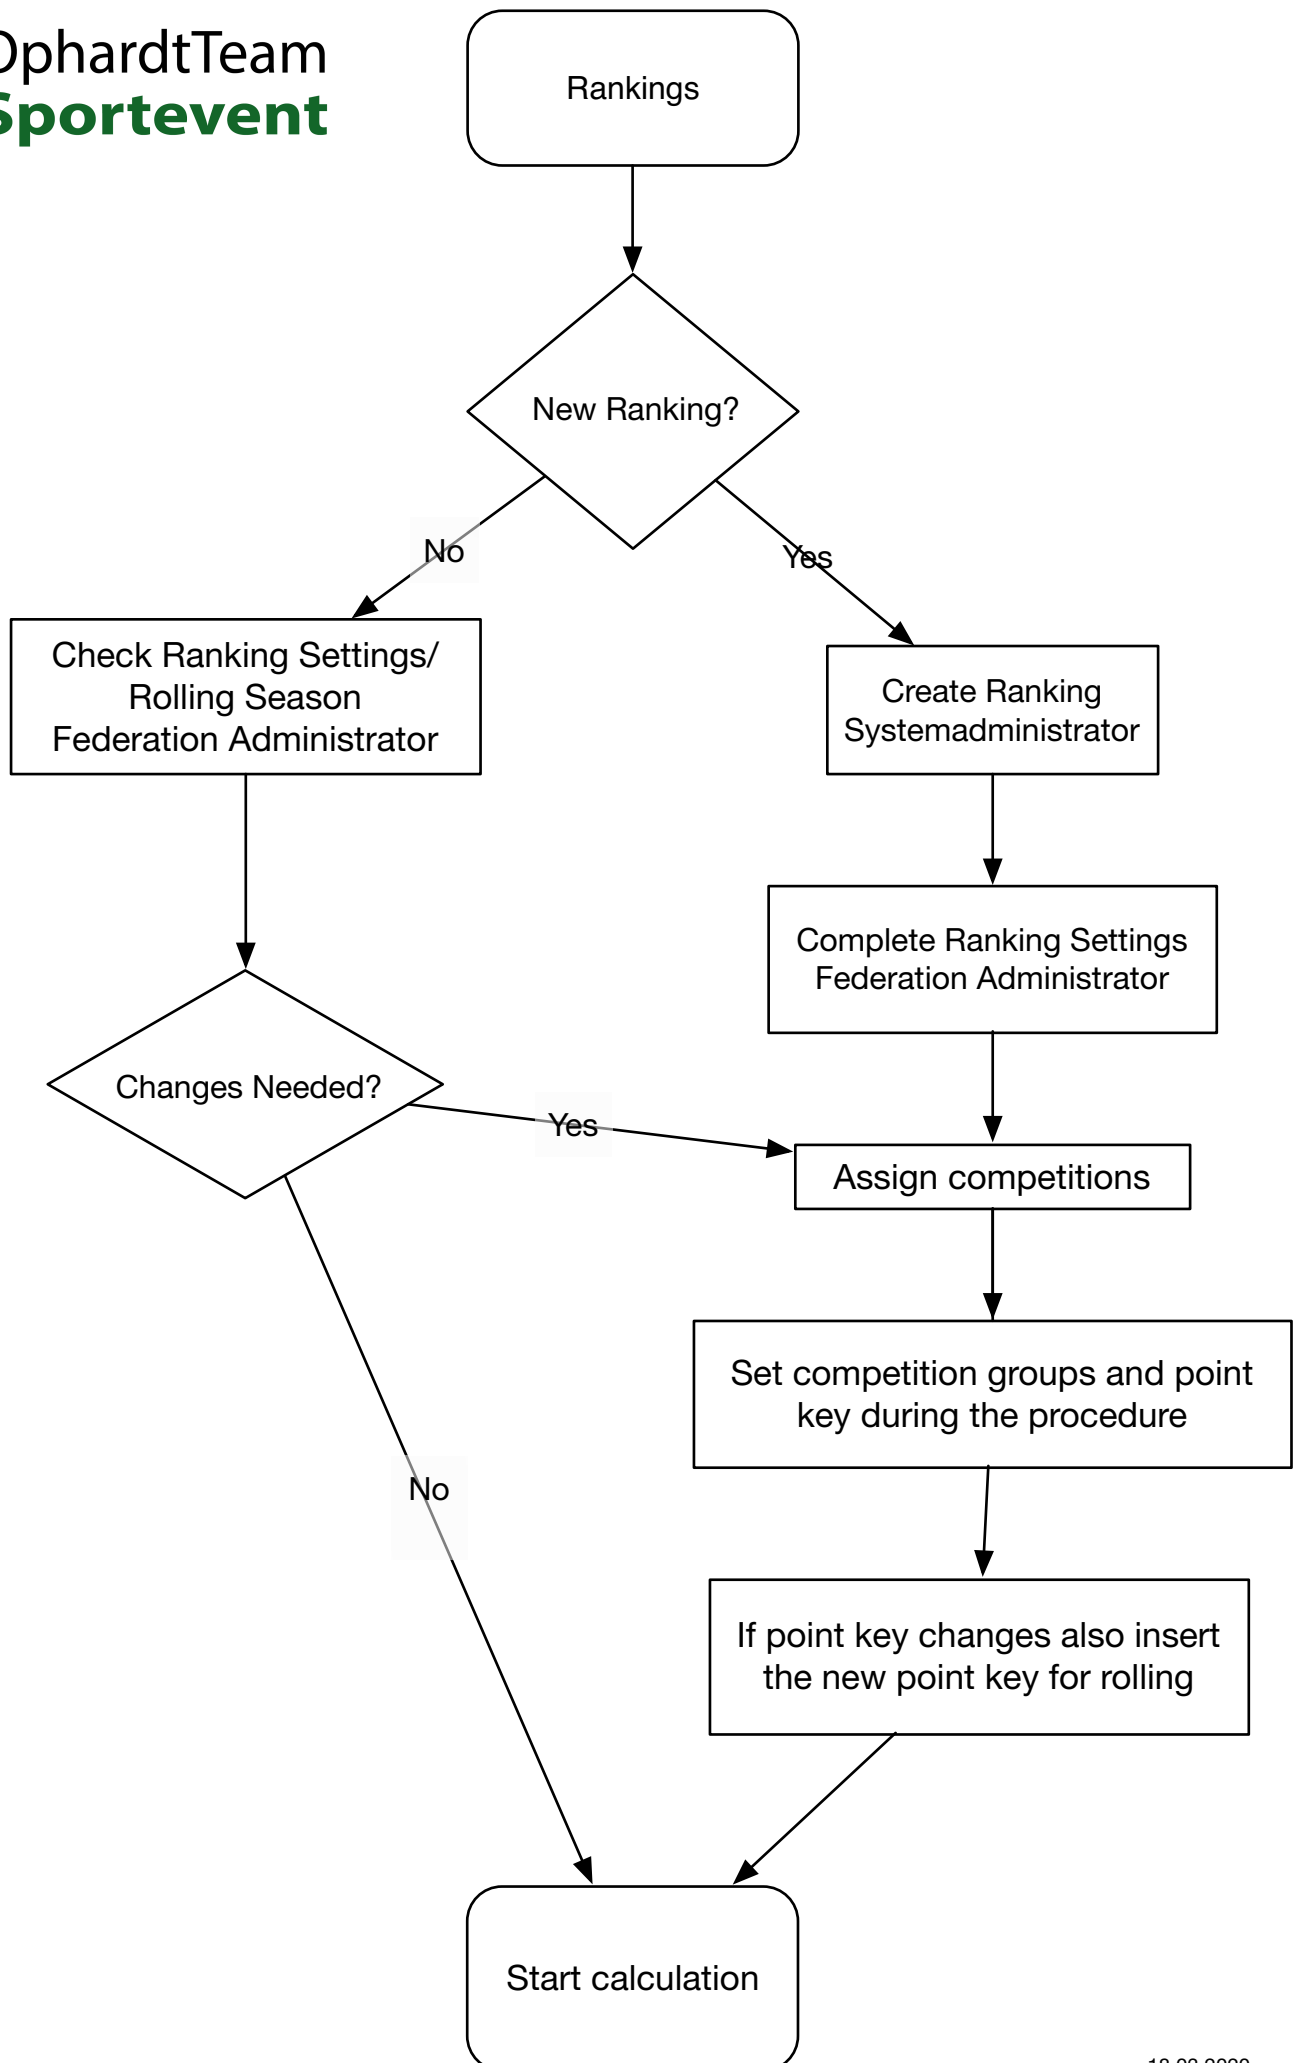 OphardtTeam
Sportevent
Rankings
New Ranking?
No
Yes
Check Ranking Settings/
Rolling Season
Federation Administrator
Create Ranking
Systemadministrator
Complete Ranking Settings
Federation Administrator
Changes Needed?
Yes
Assign competitions
Set competition groups and point
key during the procedure
No
If point key changes also insert
the new point key for rolling
Start calculation